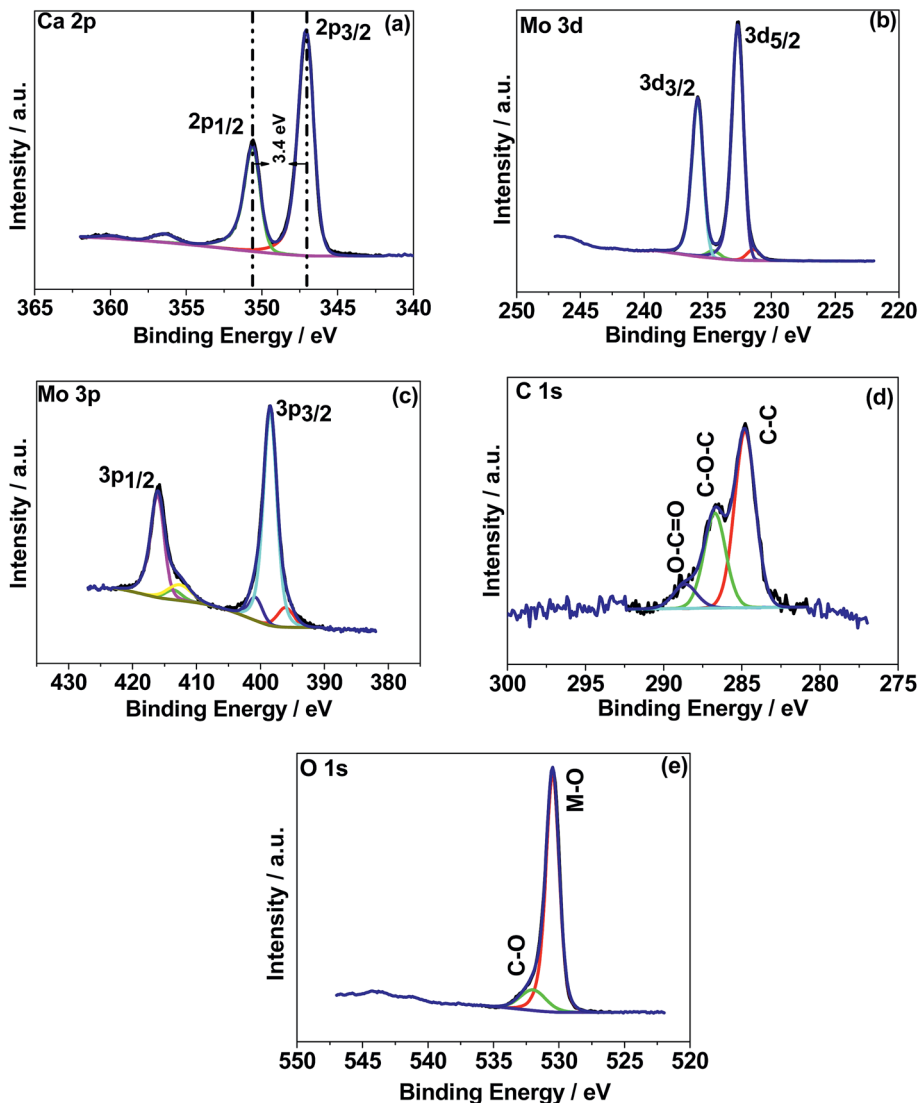 Ca 2p
(a)
2p3/2
2p1/2
3.4 eV
Intensity / a.u.
365 360 355 350 345 340
Binding Energy / eV
Mo 3d
(b)
3d5/2
3d3/2
Intensity / a.u.
250 245 240 235 230 225 220
Binding Energy / eV
Mo 3p
(c)
3p3/2
3p1/2
Intensity / a.u.
430 420 410 400 390 380
Binding Energy / eV
C 1s
(d)
C-C
C-O-C
O-C=O
Intensity / a.u.
300 295 290 285 280 275
Binding Energy / eV
O 1s
(e)
M-O
C-O
Intensity / a.u.
550 545 540 535 530 525 520
Binding Energy / eV